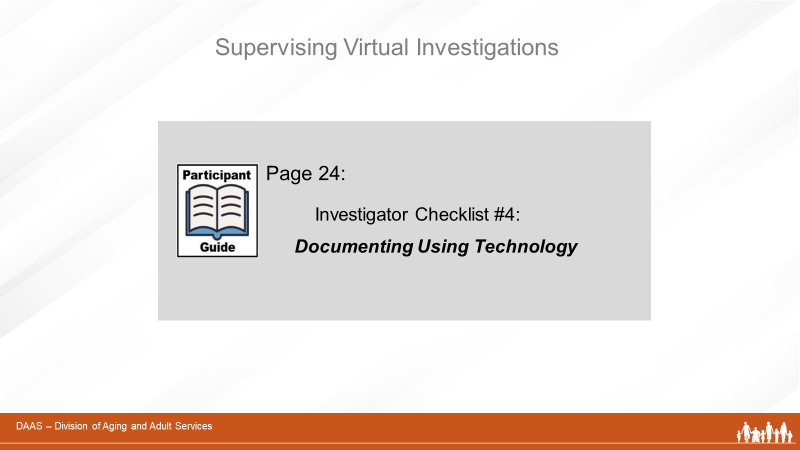 Supervising Virtual Investigations
Participant
Guide
Page 24:
Investigator Checklist #4:
Documenting Using Technology
DAAS – Division of Aging and Adult Services